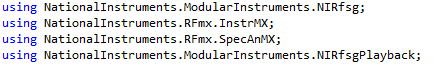 using NationalInstruments.ModularInstruments.NIRfsg;
using NationalInstruments.RFmx.InstrMX;
using NationalInstruments.RFmx.SpecAnMX;
using NationalInstruments.ModularInstruments.NIRfsgPlayback;